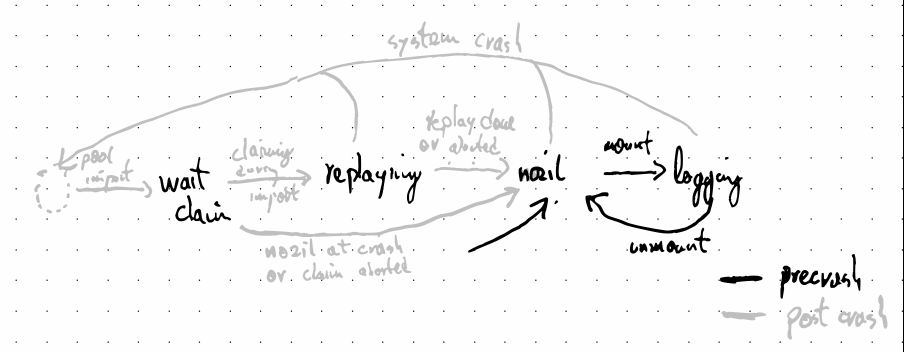 system crash
pool
import
wait
claim
claiming
during
import
replaying
replay done
or aborted
nozil
mount
logging
unmount
nozil at crash
or claim aborted
precrash
post crash